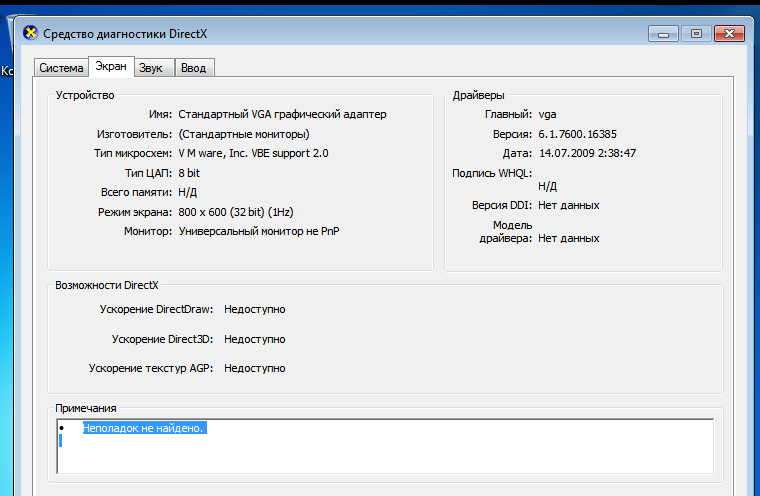 Средство диагностики DirectX
Система Экран Звук Ввод
Устройство
Имя: Стандартный VGA графический адаптер
Изготовитель: (Стандартные мониторы)
Тип микросхем: V M ware, Inc. VBE support 2.0
Тип ЦАП: 8 bit
Всего памяти: Н/Д
Режим экрана: 800 x 600 (32 bit) (1Hz)
Монитор: Универсальный монитор не PnP
Драйверы
Главный: vga
Версия: 6.1.7600.16385
Дата: 14.07.2009 2:38:47
Подпись WHQL:
Н/Д
Версия DDI: Нет данных
Модель
драйвера: Нет данных
Возможности DirectX
Ускорение DirectDraw: Недоступно
Ускорение Direct3D: Недоступно
Ускорение текстур AGP: Недоступно
Примечания
• Неполадок не найдено.